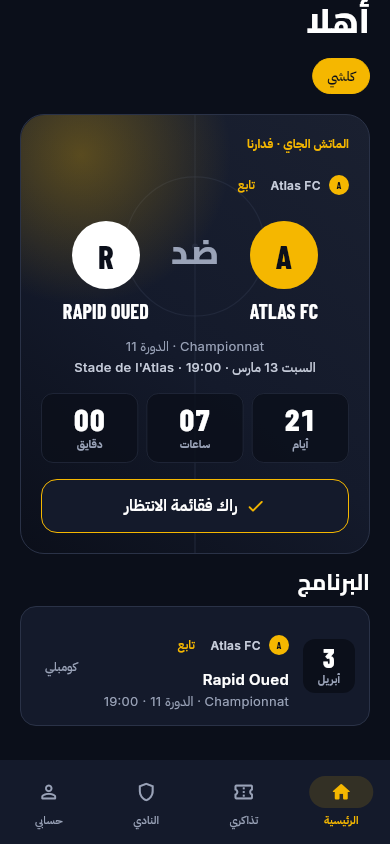 أهلا
كلشي
الماتش الجاي · فدارنا
A Atlas FC تابع
A ضد R
ATLAS FC RAPID OUED
Championnat · الدورة 11
السبت 13 مارس · 19:00 · Stade de l'Atlas
21 07 00
أيام ساعات دقايق
راك فقائمة الانتظار
البرنامج
3 أبريل
A Atlas FC تابع
Rapid Oued
Championnat · الدورة 11 · 19:00
كومبلي
الرئيسية تذاكري النادي حسابي